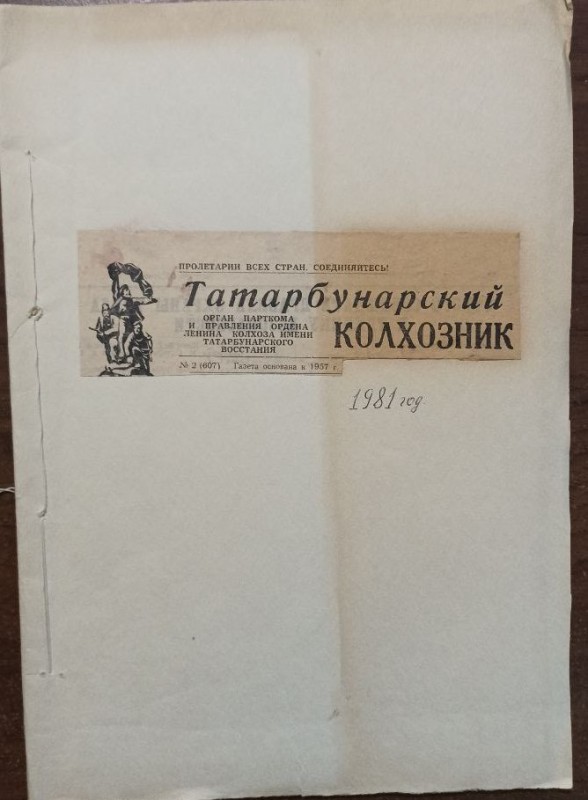 ПРОЛЕТАРИИ ВСЕХ СТРАН, СОЕДИНЯЙТЕСЬ!
Татарбунарский
КОЛХОЗНИК
ОРГАН ПАРТКОМА
И ПРАВЛЕНИЯ ОРДЕНА
ЛЕНИНА КОЛХОЗА ИМЕНИ
ТАТАРБУНАРСКОГО
ВОССТАНИЯ
№ 2 (607) Газета основана в 1957 г.
1981 год